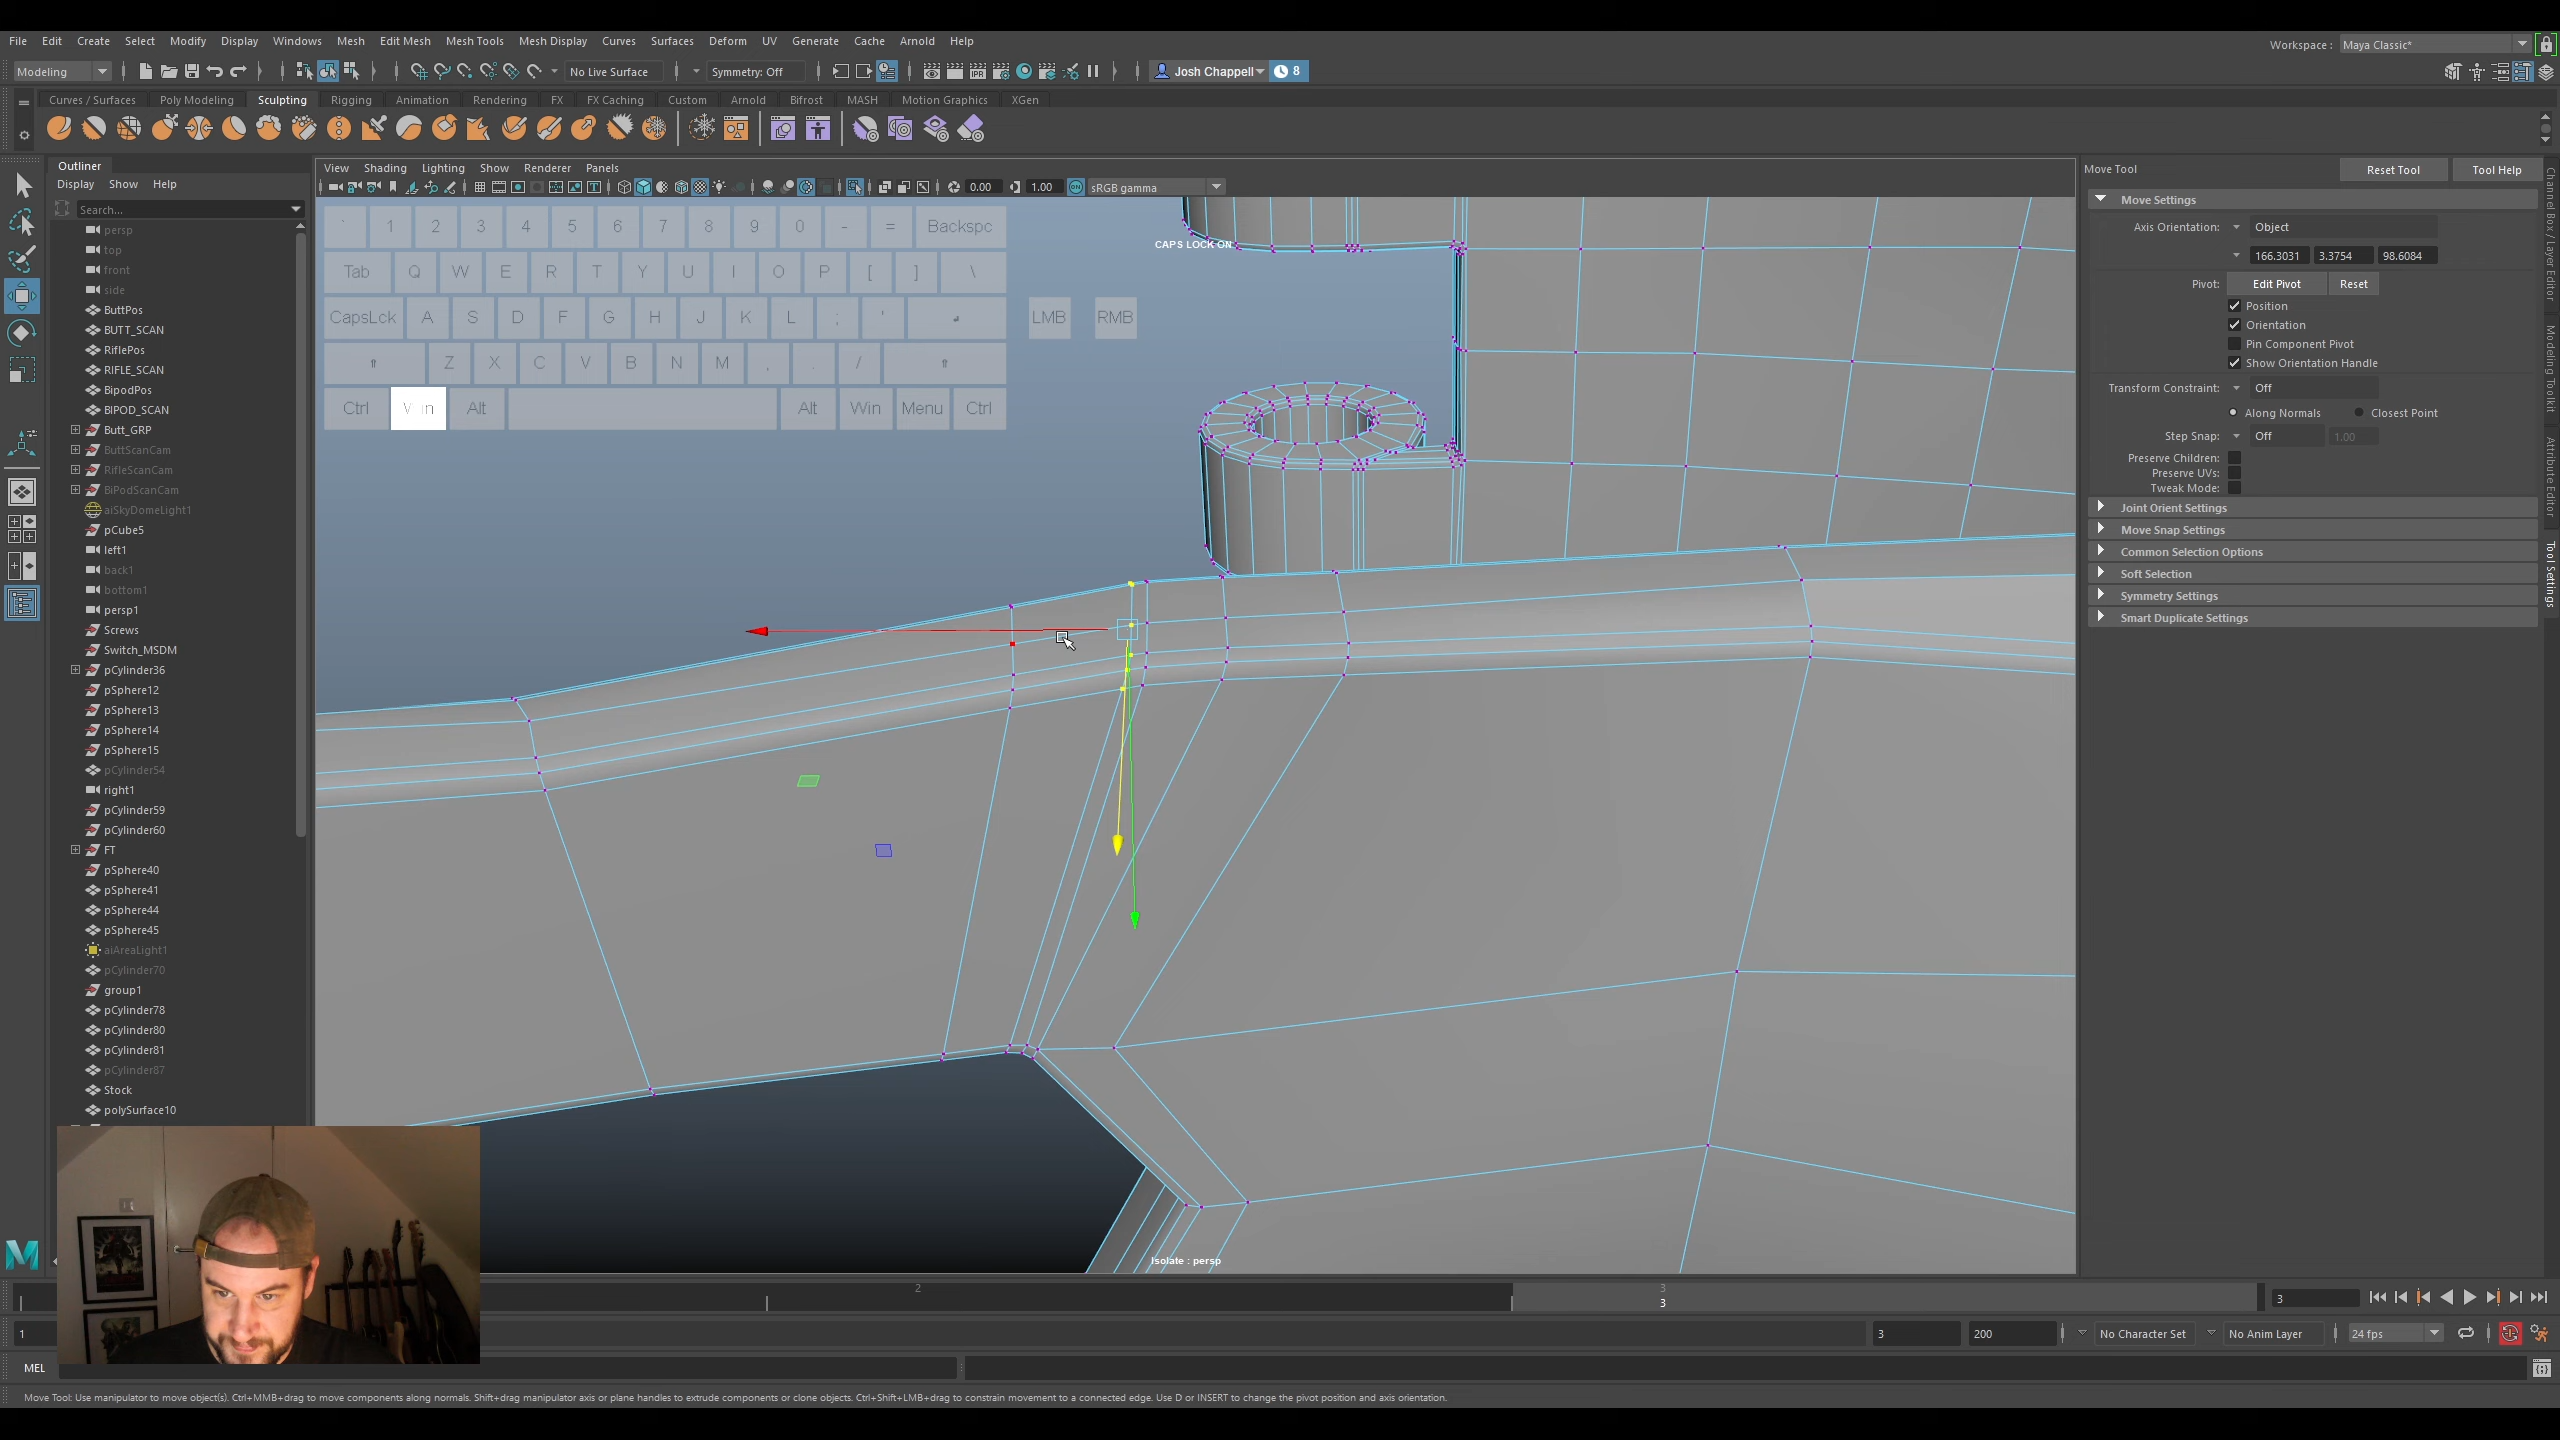 File Edit Create Select Modify Display Windows Mesh Edit Mesh Mesh Tools Mesh Display Curves Surfaces Deform UV Generate Cache Arnold Help
Workspace : Maya Classic*
Modeling
No Live Surface
Symmetry: Off
IPR
Josh Chappell
8
Curves / Surfaces Poly Modeling Sculpting Rigging Animation Rendering FX FX Caching Custom Arnold Bifrost MASH Motion Graphics XGen
Outliner
Display Show Help
Search...
persp
top
front
side
ButtPos
BUTT_SCAN
RiflePos
RIFLE_SCAN
BipodPos
BIPOD_SCAN
Butt_GRP
ButtScanCam
RifleScanCam
BiPodScanCam
aiSkyDomeLight1
pCube5
left1
back1
bottom1
persp1
Screws
Switch_MSDM
pCylinder36
pSphere12
pSphere13
pSphere14
pSphere15
pCylinder54
right1
pCylinder59
pCylinder60
FT
pSphere40
pSphere41
pSphere44
pSphere45
aiAreaLight1
pCylinder70
group1
pCylinder78
pCylinder80
pCylinder81
pCylinder87
Stock
polySurface10
View Shading Lighting Show Renderer Panels
0.00 1.00 ON sRGB gamma
` 1 2 3 4 5 6 7 8 9 0 - = Backspc
Tab Q W E R T Y U I O P [ ] \
CapsLck A S D F G H J K L ; '
LMB RMB
Z X C V B N M , . /
Ctrl Win Alt Alt Win Menu Ctrl
CAPS LOCK ON
Isolate : persp
Move Tool
Reset Tool Tool Help
Move Settings
Axis Orientation: Object
166.3031 3.3754 98.6084
Pivot: Edit Pivot Reset
Position
Orientation
Pin Component Pivot
Show Orientation Handle
Transform Constraint: Off
Along Normals Closest Point
Step Snap: Off 1.00
Preserve Children:
Preserve UVs:
Tweak Mode:
Joint Orient Settings
Move Snap Settings
Common Selection Options
Soft Selection
Symmetry Settings
Smart Duplicate Settings
Channel Box / Layer Editor
Modeling Toolkit
Attribute Editor
Tool Settings
2 3
3
3
1 3 200 No Character Set No Anim Layer 24 fps
MEL
Move Tool: Use manipulator to move object(s). Ctrl+MMB+drag to move components along normals. Shift+drag manipulator axis or plane handles to extrude components or clone objects. Ctrl+Shift+LMB+drag to constrain movement to a connected edge. Use D or INSERT to change the pivot position and axis orientation.